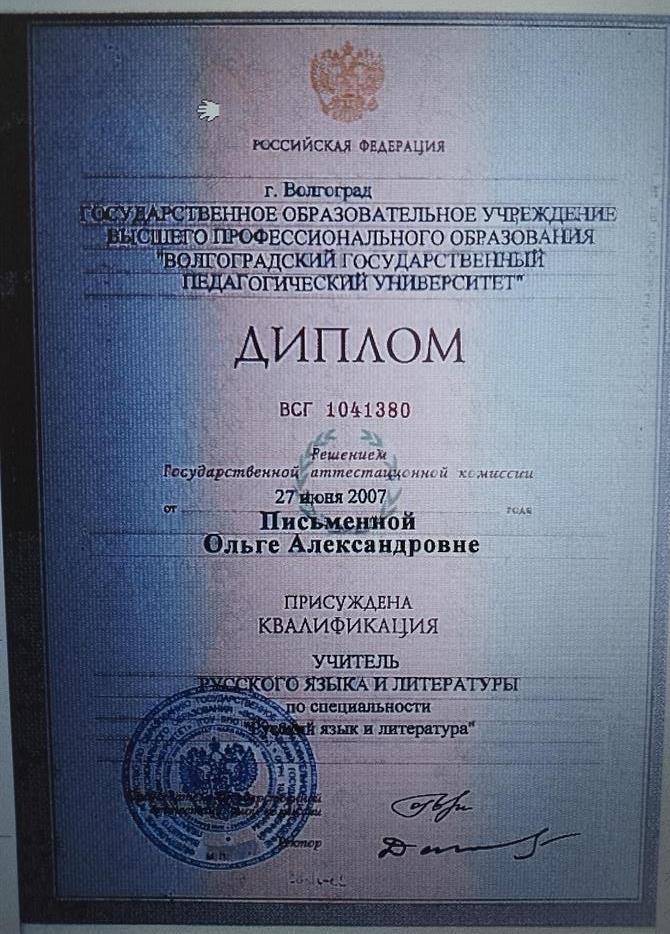 РОССИЙСКАЯ ФЕДЕРАЦИЯ
г. Волгоград
ГОСУДАРСТВЕННОЕ ОБРАЗОВАТЕЛЬНОЕ УЧРЕЖДЕНИЕ
ВЫСШЕГО ПРОФЕССИОНАЛЬНОГО ОБРАЗОВАНИЯ
"ВОЛГОГРАДСКИЙ ГОСУДАРСТВЕННЫЙ
ПЕДАГОГИЧЕСКИЙ УНИВЕРСИТЕТ"
ДИПЛОМ
ВСГ 1041380
Решением
Государственной аттестационной комиссии
от 27 июня 2007 года
Письменной
Ольге Александровне
ПРИСУЖДЕНА
КВАЛИФИКАЦИЯ
УЧИТЕЛЬ
РУССКОГО ЯЗЫКА И ЛИТЕРАТУРЫ
по специальности
"Русский язык и литература"
Ректор
М.П.